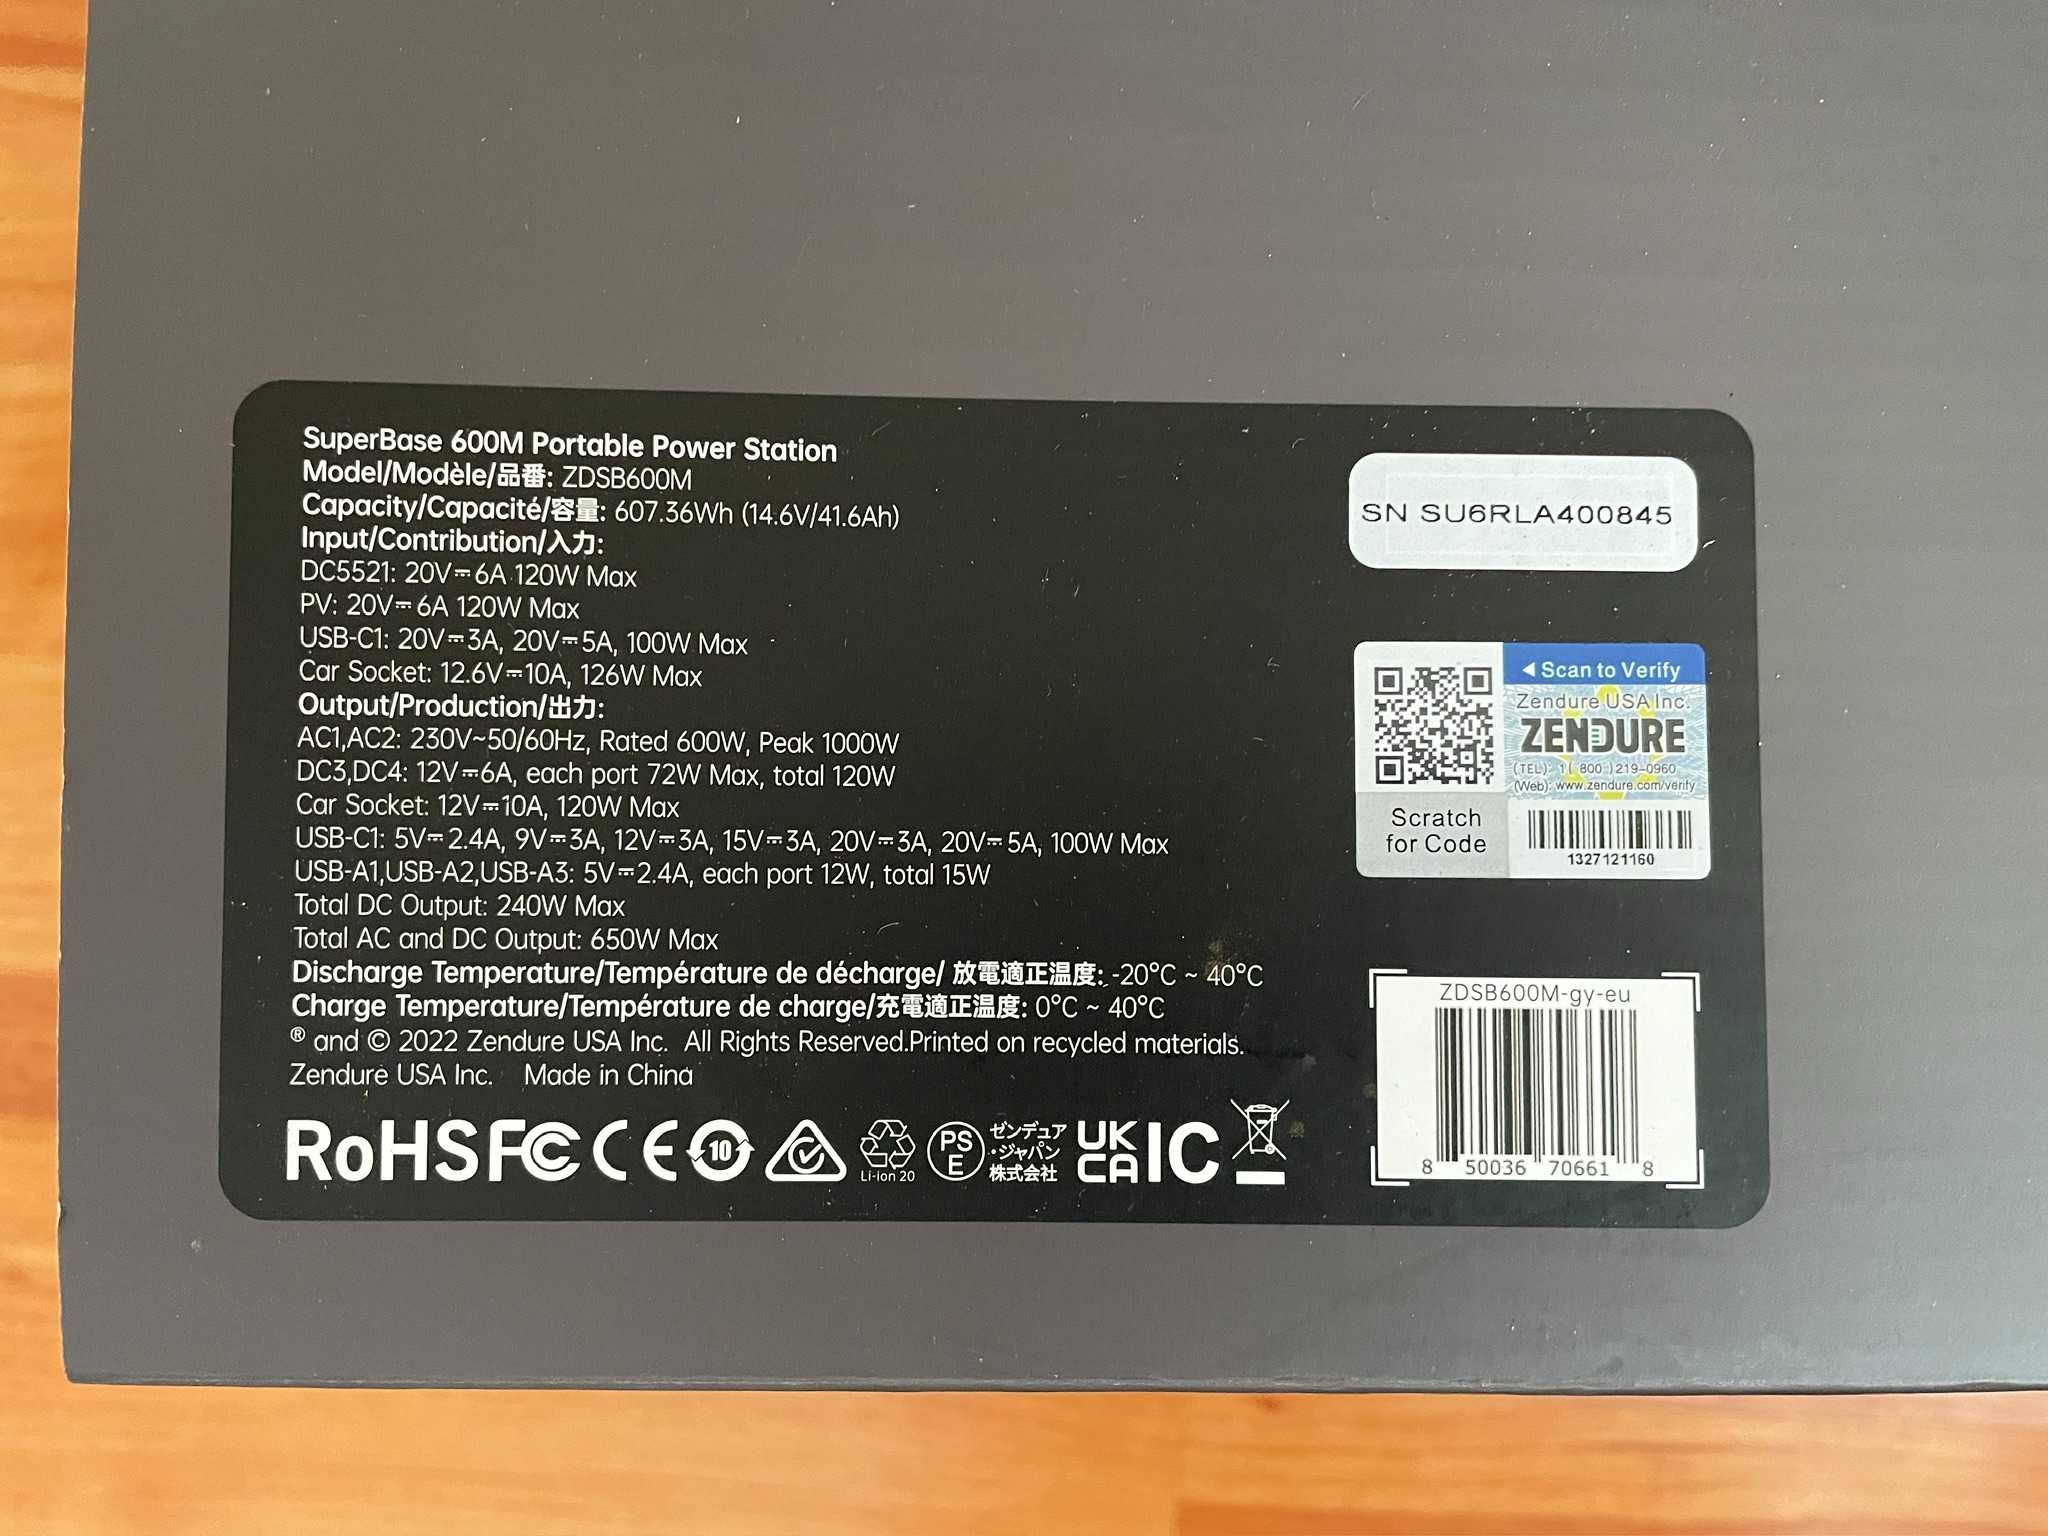 SuperBase 600M Portable Power Station
Model/Modèle/品番: ZDSB600M
Capacity/Capacité/容量: 607.36Wh (14.6V/41.6Ah)
Input/Contribution/入力:
DC5521: 20V⎓6A 120W Max
PV: 20V⎓6A 120W Max
USB-C1: 20V⎓3A, 20V⎓5A, 100W Max
Car Socket: 12.6V⎓10A, 126W Max
Output/Production/出力:
AC1,AC2: 230V~50/60Hz, Rated 600W, Peak 1000W
DC3,DC4: 12V⎓6A, each port 72W Max, total 120W
Car Socket: 12V⎓10A, 120W Max
USB-C1: 5V⎓2.4A, 9V⎓3A, 12V⎓3A, 15V⎓3A, 20V⎓3A, 20V⎓5A, 100W Max
USB-A1,USB-A2,USB-A3: 5V⎓2.4A, each port 12W, total 15W
Total DC Output: 240W Max
Total AC and DC Output: 650W Max
Discharge Temperature/Température de décharge/ 放電適正温度: -20°C ~ 40°C
Charge Temperature/Température de charge/充電適正温度: 0°C ~ 40°C
® and © 2022 Zendure USA Inc. All Rights Reserved.Printed on recycled materials.
Zendure USA Inc. Made in China
RoHS FC CE 10
Li-ion 20
PS
E
ゼンデュア
・ジャパン
株式会社
UK
CA
IC
SN SU6RLA400845
◀Scan to Verify
Zendure USA Inc.
ZENDURE
(TEL): 1( 800 )219-0960
(Web): www.zendure.com/verify
Scratch
for Code
1327121160
ZDSB600M-gy-eu
8 50036 70661 8